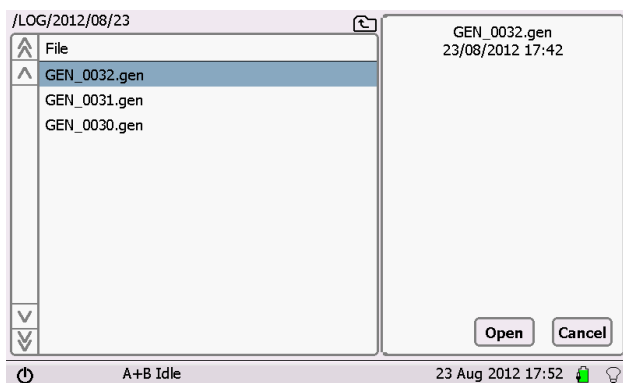 /LOG/2012/08/23
File
GEN_0032.gen
GEN_0031.gen
GEN_0030.gen
GEN_0032.gen
23/08/2012 17:42
Open Cancel
A+B Idle 23 Aug 2012 17:52